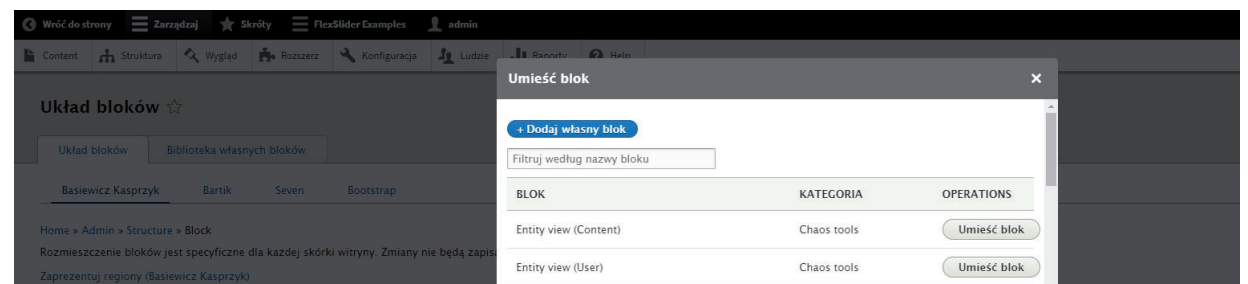 Wróć do strony Zarządzaj Skróty FlexSlider Examples admin
Content Struktura Wygląd Rozszerz Konfiguracja Ludzie Raporty Help
Umieść blok
Układ bloków
+ Dodaj własny blok
Układ bloków Biblioteka własnych bloków
Filtruj według nazwy bloku
Basiewicz Kasprzyk Bartik Seven Bootstrap
BLOK KATEGORIA OPERATIONS
Home » Admin » Structure » Block
Entity view (Content) Chaos tools Umieść blok
Rozmieszczenie bloków jest specyficzne dla każdej skórki witryny. Zmiany nie będą zapis
Entity view (User) Chaos tools Umieść blok
Zaprezentuj regiony (Basiewicz Kasprzyk)